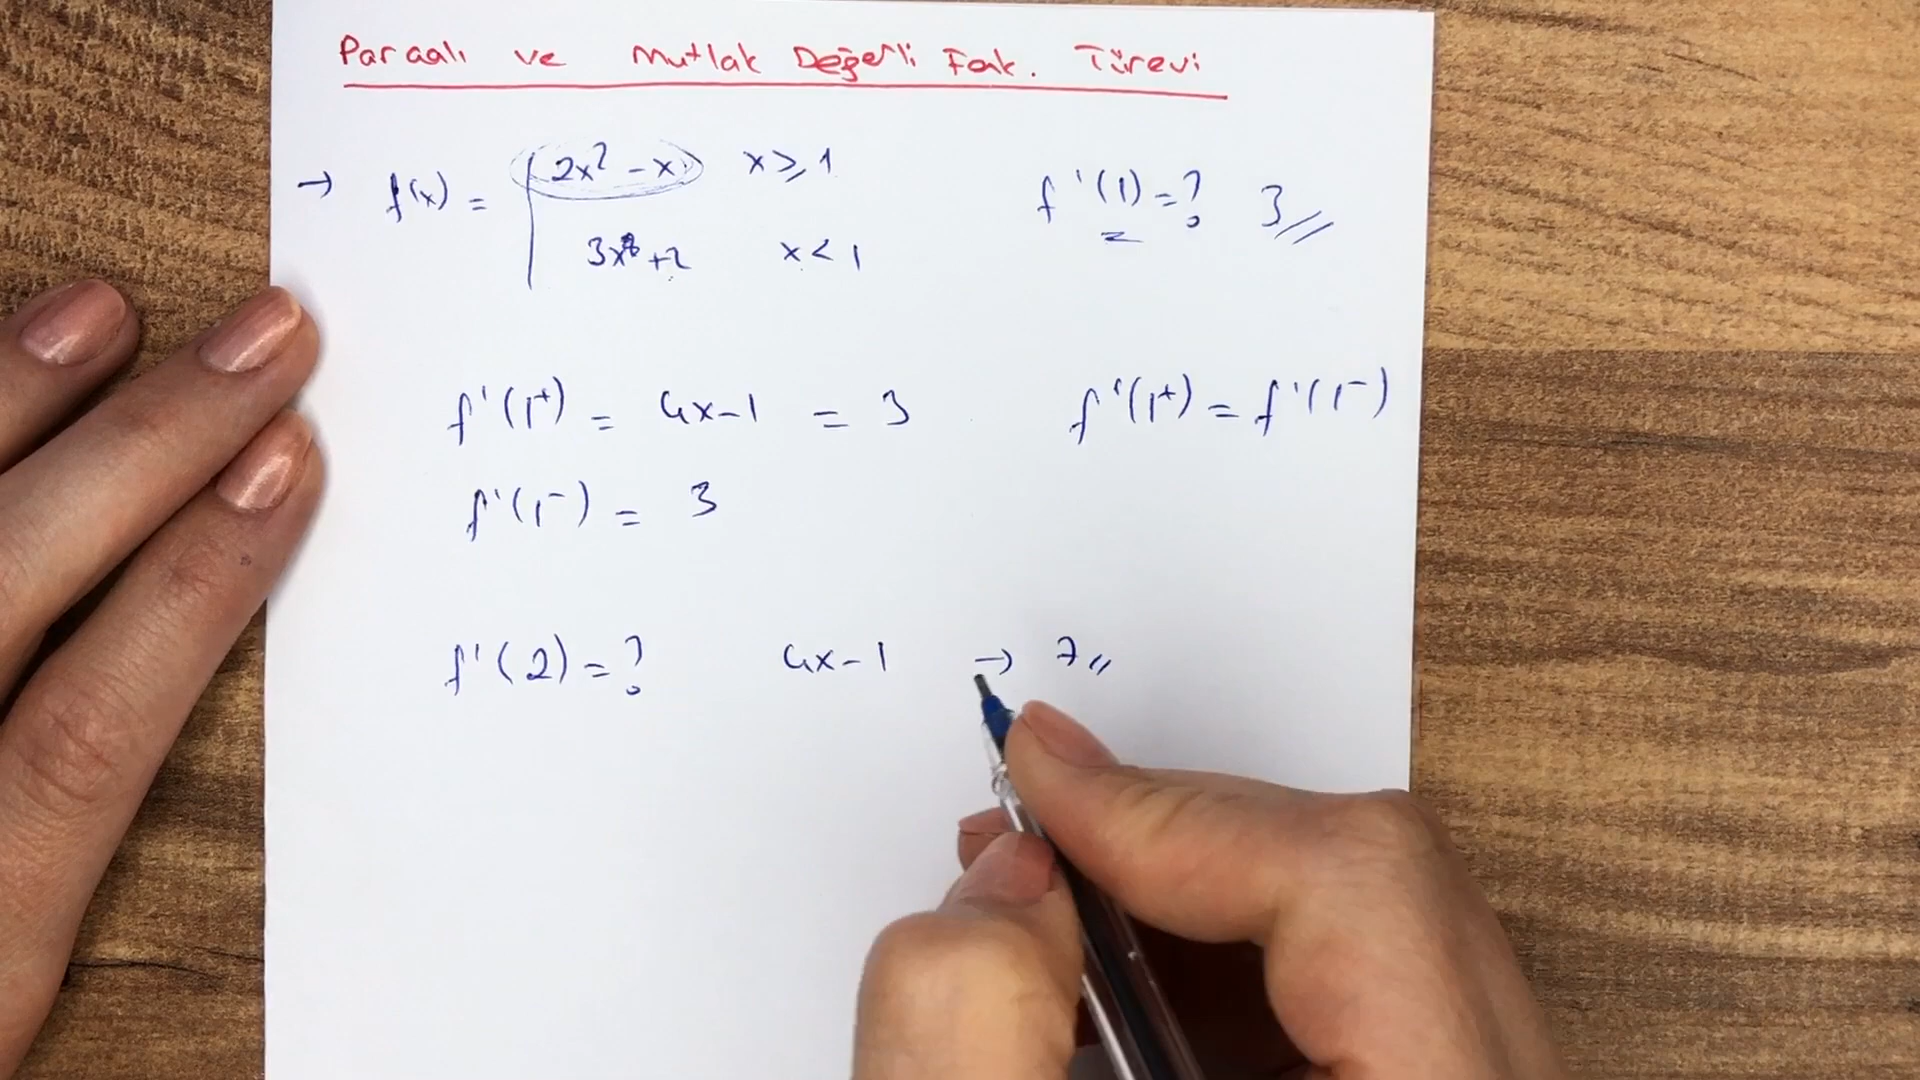 Parçalı ve Mutlak Değerli Fonk. Türevi
→ f(x) = | 2x² - x x ≥ 1 f'(1) = ? 3//
3x + 2 x < 1
f'(1⁺) = 4x-1 = 3 f'(1⁺) = f'(1⁻)
f'(1⁻) = 3
f'(2) = ? 4x-1 → 7//